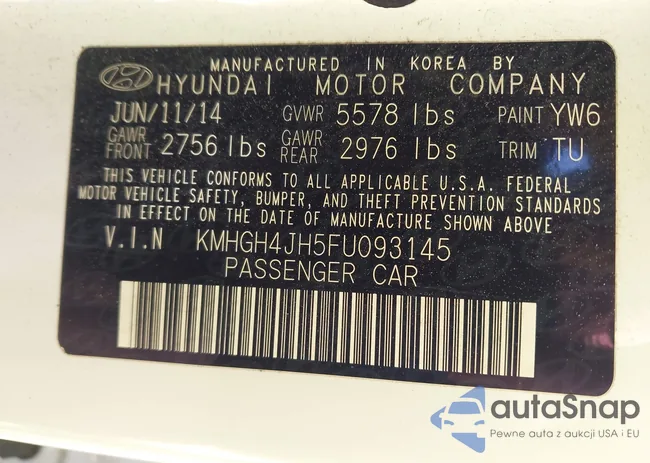 MANUFACTURED IN KOREA BY
HYUNDAI MOTOR COMPANY
JUN/11/14 GVWR 5578 lbs PAINT YW6
GAWR FRONT 2756 lbs GAWR REAR 2976 lbs TRIM TU
THIS VEHICLE CONFORMS TO ALL APPLICABLE U.S.A. FEDERAL
MOTOR VEHICLE SAFETY, BUMPER, AND THEFT PREVENTION STANDARDS
IN EFFECT ON THE DATE OF MANUFACTURE SHOWN ABOVE
V.I.N KMHGH4JH5FU093145
PASSENGER CAR
autaSnap
Pewne auta z aukcji USA i EU